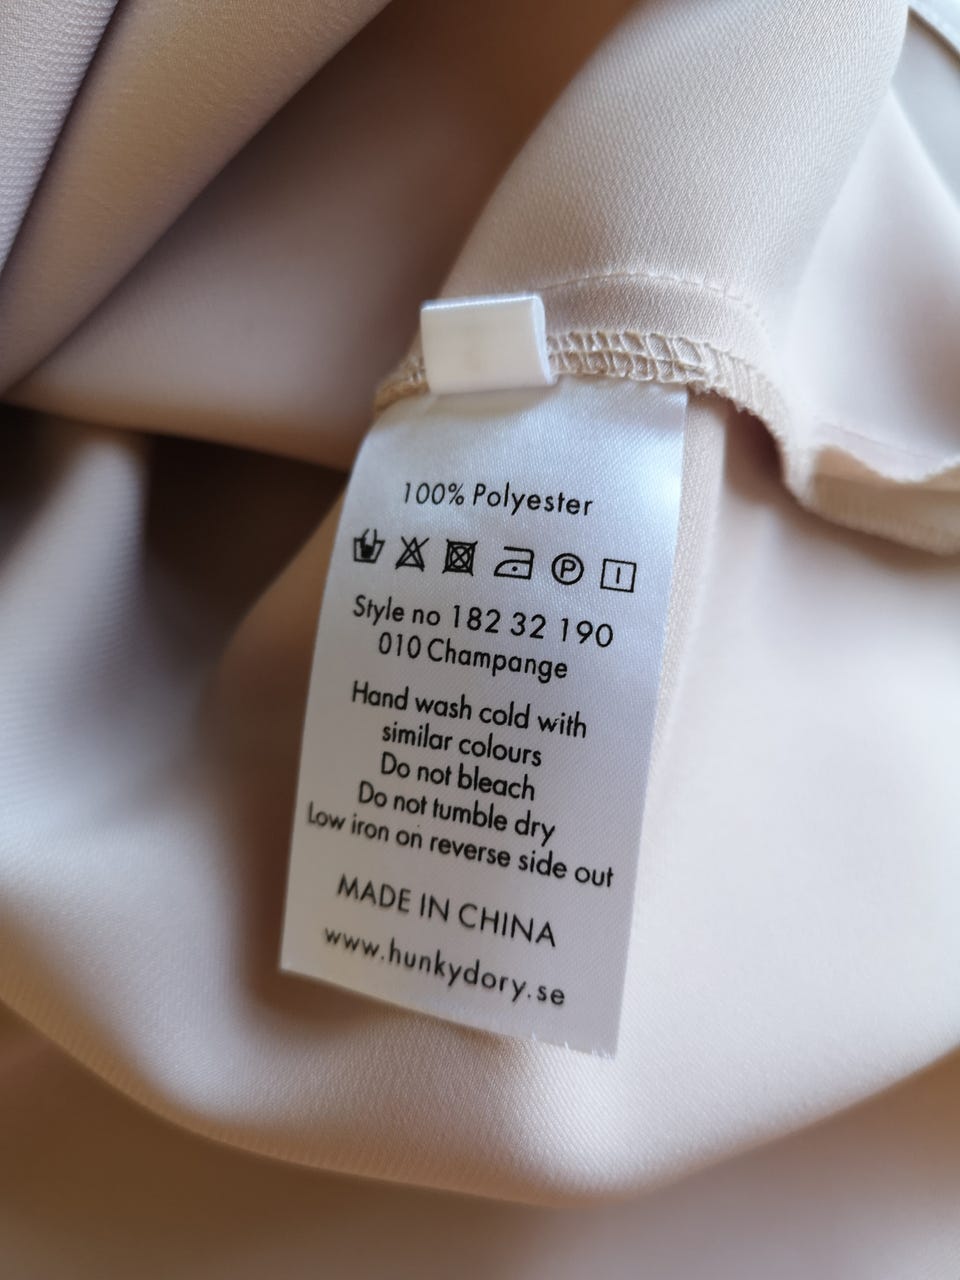 100% Polyester
P
Style no 182 32 190
010 Champange
Hand wash cold with
similar colours
Do not bleach
Do not tumble dry
Low iron on reverse side out
MADE IN CHINA
www.hunkydory.se